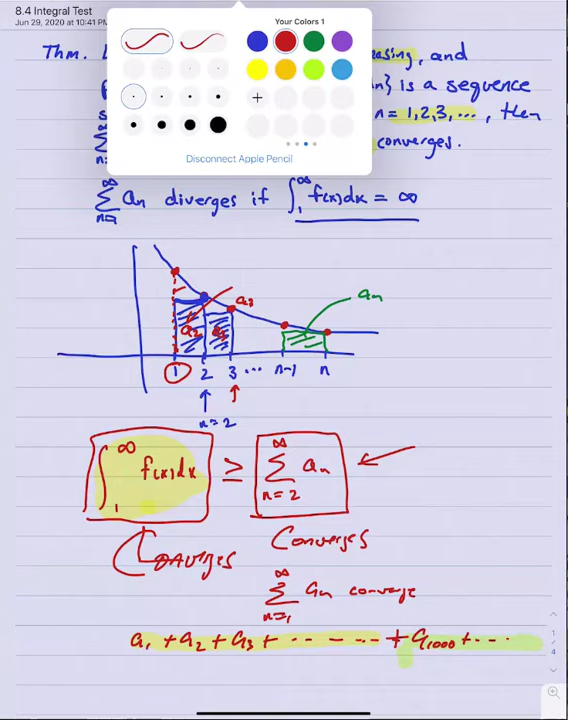 8.4 Integral Test
Jun 29, 2020 at 10:41 PM
Your Colors 1
Thm. easing, and
n} is a sequence
n = 1,2,3, ..., then
converges.
Disconnect Apple Pencil
∞ ∑ n=1 an diverges if ∫₁^∞ f(x)dx = ∞
a3
an
a2
1 2 3 ... n-1 n
n=2
∫₁^∞ f(x)dx ≥ ∞ ∑ n=2 an
Converges Converges
∞ ∑ n=1 an converge
a1 + a2 + a3 + ... ... + a1000 + ...
1
4